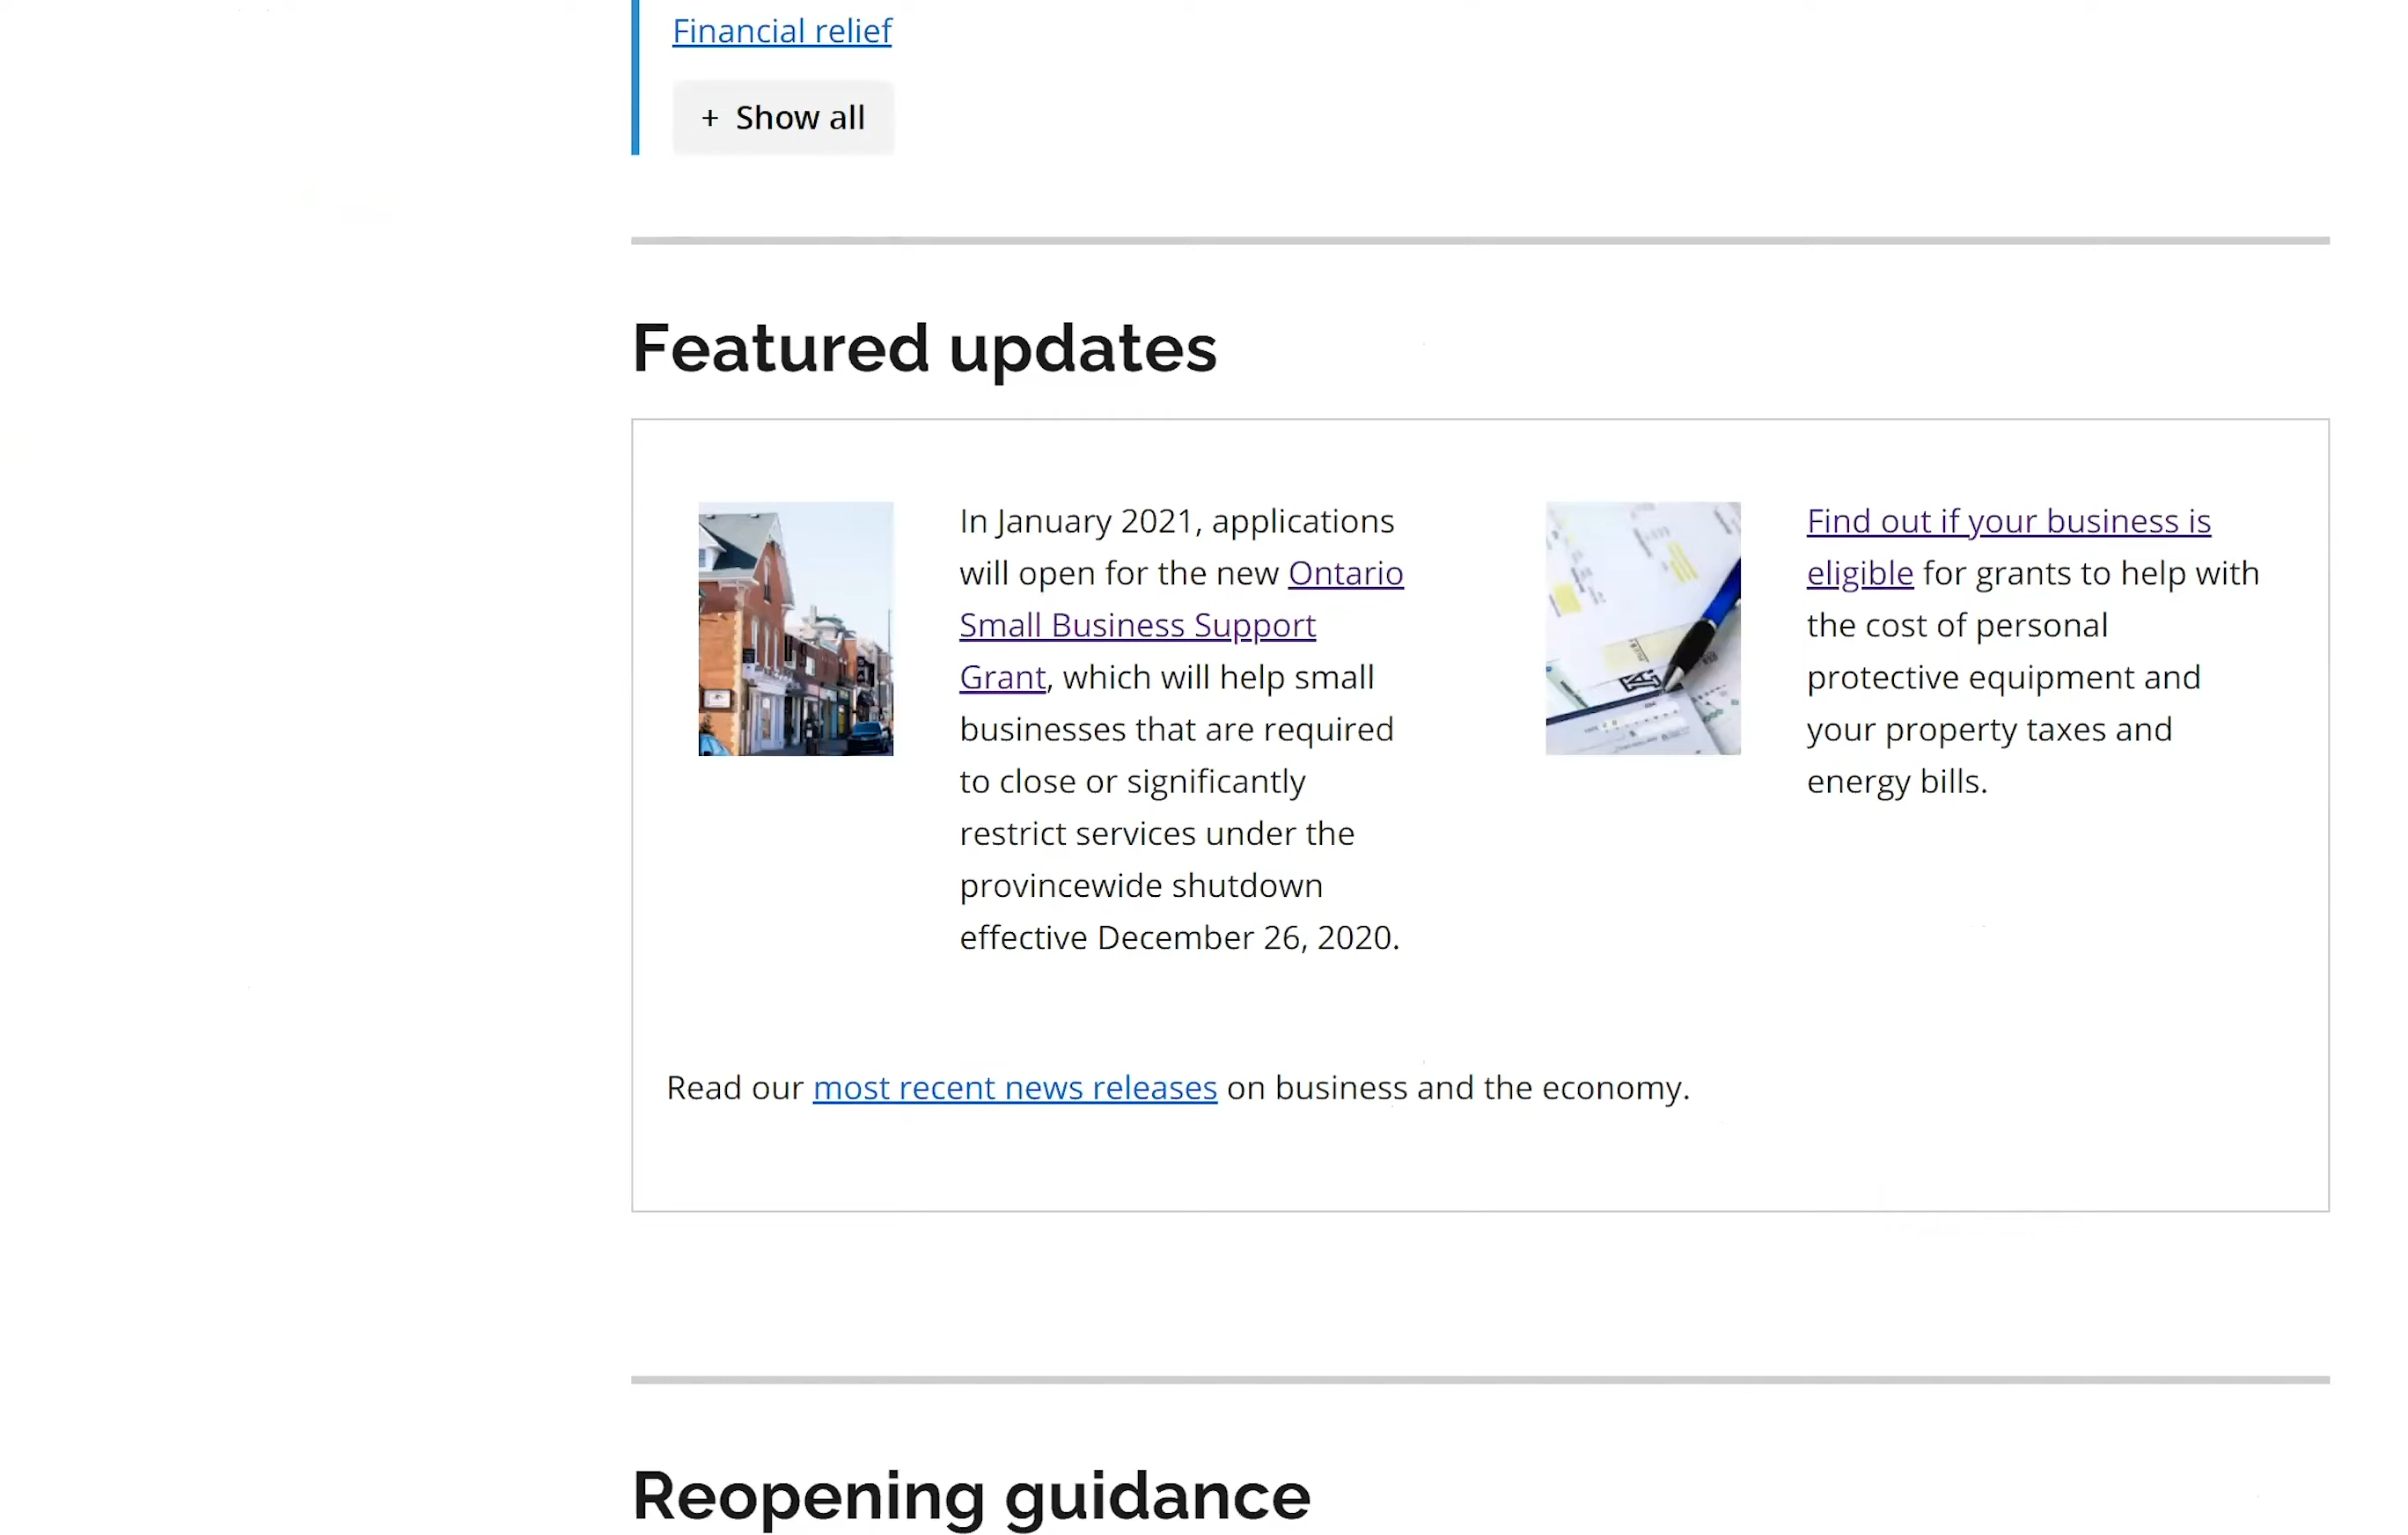 Financial relief
+ Show all
Featured updates
In January 2021, applications
will open for the new Ontario
Small Business Support
Grant, which will help small
businesses that are required
to close or significantly
restrict services under the
provincewide shutdown
effective December 26, 2020.
Find out if your business is
eligible for grants to help with
the cost of personal
protective equipment and
your property taxes and
energy bills.
Read our most recent news releases on business and the economy.
Reopening guidance